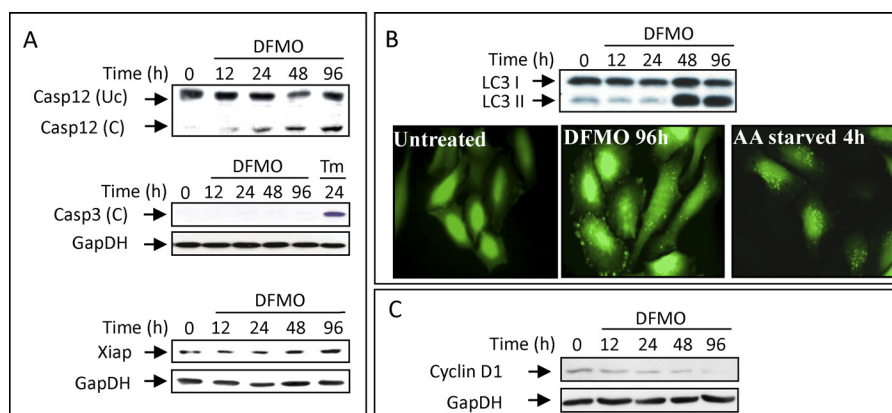 A
DFMO
Time (h) 0 12 24 48 96
Casp12 (Uc)
Casp12 (C)
DFMO Tm
Time (h) 0 12 24 48 96 24
Casp3 (C)
GapDH
DFMO
Time (h) 0 12 24 48 96
Xiap
GapDH
B
DFMO
Time (h) 0 12 24 48 96
LC3 I
LC3 II
Untreated DFMO 96h AA starved 4h
C
DFMO
Time (h) 0 12 24 48 96
Cyclin D1
GapDH